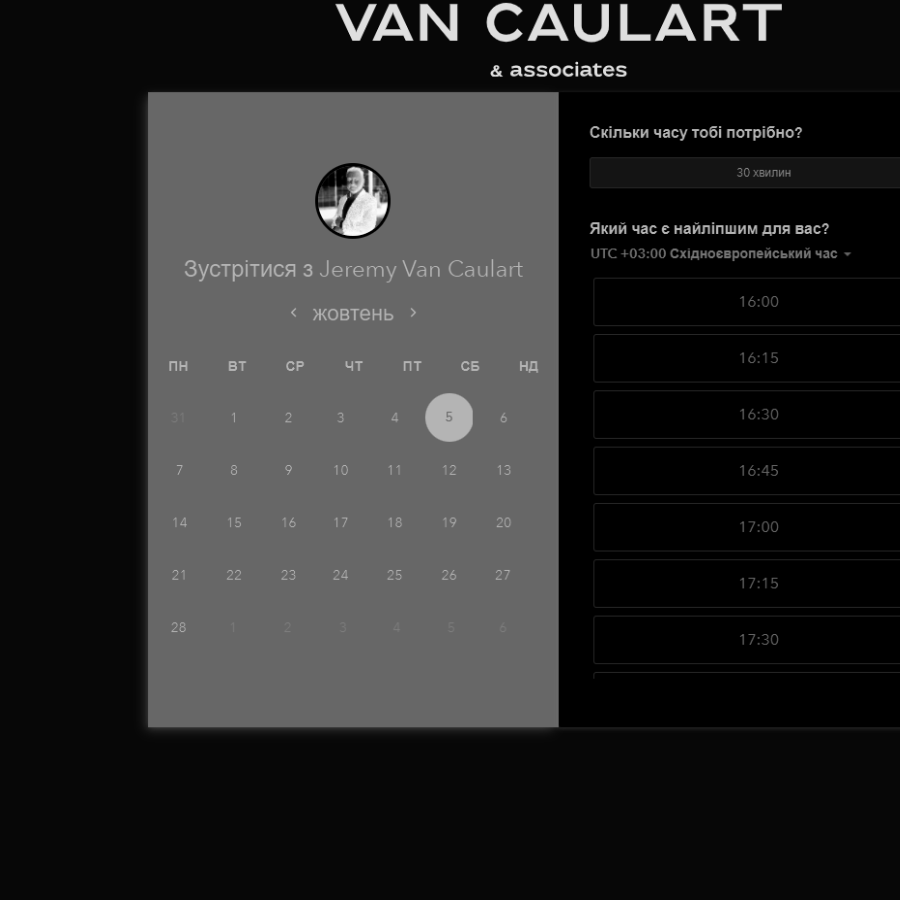 VAN CAULART
& associates
Зустрітися з Jeremy Van Caulart
жовтень
ПН ВТ СР ЧТ ПТ СБ НД
31 1 2 3 4 5 6
7 8 9 10 11 12 13
14 15 16 17 18 19 20
21 22 23 24 25 26 27
28 1 2 3 4 5 6
Скільки часу тобі потрібно?
30 хвилин
Який час є найліпшим для вас?
UTC +03:00 Східноєвропейський час
16:00
16:15
16:30
16:45
17:00
17:15
17:30